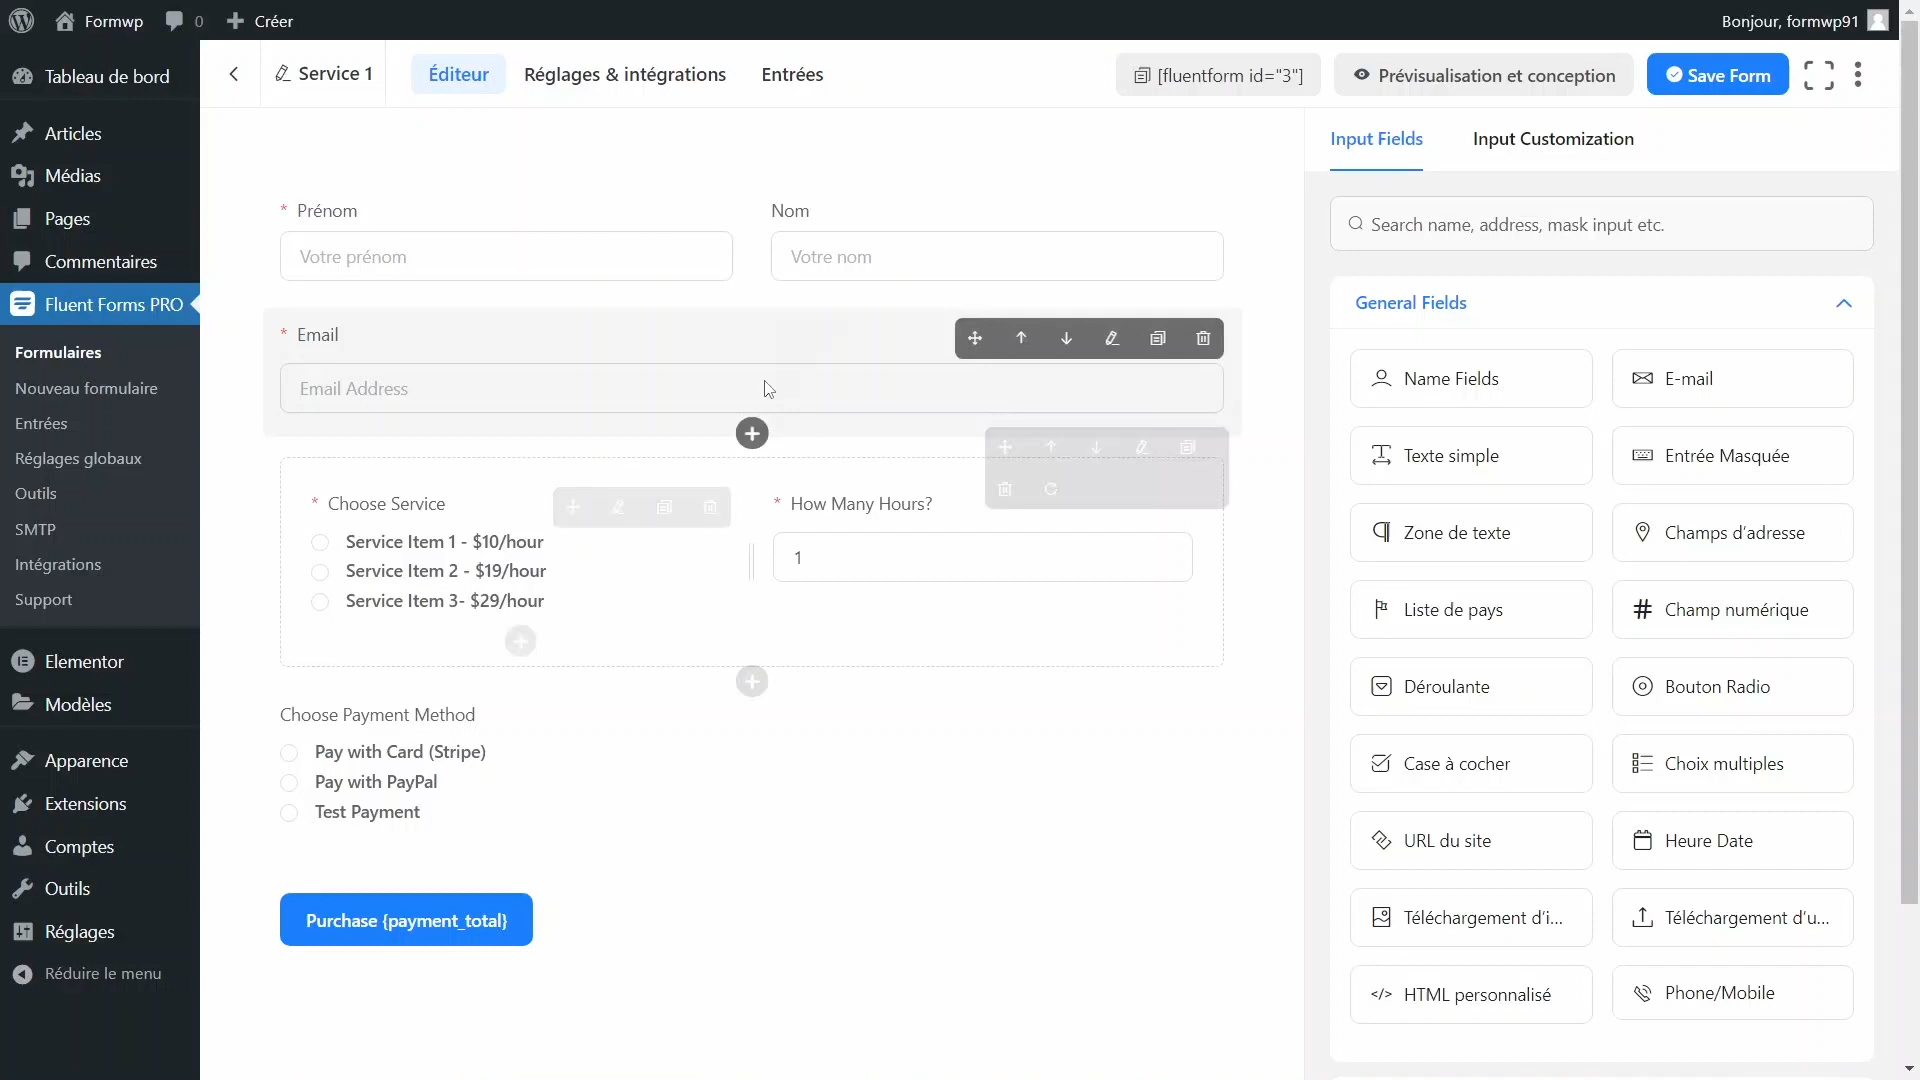 Formwp 0 Créer Bonjour, formwp91
Tableau de bord
Articles
Médias
Pages
Commentaires
Fluent Forms PRO
Formulaires
Nouveau formulaire
Entrées
Réglages globaux
Outils
SMTP
Intégrations
Support
Elementor
Modèles
Apparence
Extensions
Comptes
Outils
Réglages
Réduire le menu
Service 1 Éditeur Réglages & intégrations Entrées [fluentform id="3"] Prévisualisation et conception Save Form
* Prénom Nom
Votre prénom Votre nom
* Email
Email Address
* Choose Service * How Many Hours?
Service Item 1 - $10/hour
Service Item 2 - $19/hour
Service Item 3- $29/hour
1
Choose Payment Method
Pay with Card (Stripe)
Pay with PayPal
Test Payment
Purchase {payment_total}
Input Fields Input Customization
Search name, address, mask input etc.
General Fields
Name Fields E-mail
Texte simple Entrée Masquée
Zone de texte Champs d'adresse
Liste de pays Champ numérique
Déroulante Bouton Radio
Case à cocher Choix multiples
URL du site Heure Date
Téléchargement d'i... Téléchargement d'u...
</> HTML personnalisé Phone/Mobile